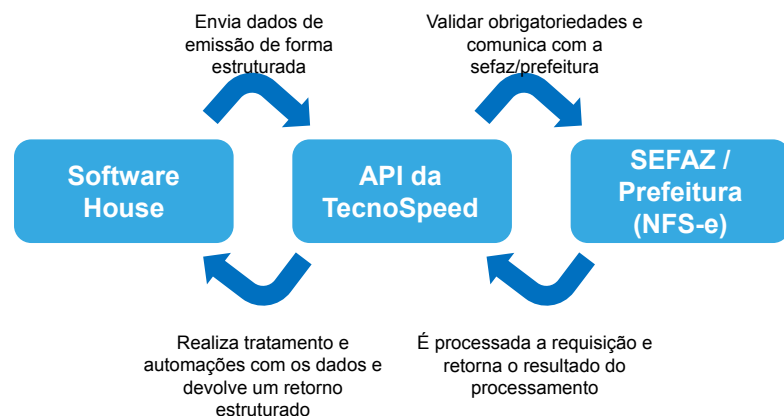 Envia dados de
emissão de forma
estruturada
Validar obrigatoriedades e
comunica com a
sefaz/prefeitura
Software
House
API da
TecnoSpeed
SEFAZ /
Prefeitura
(NFS-e)
Realiza tratamento e
automações com os dados e
devolve um retorno
estruturado
É processada a requisição e
retorna o resultado do
processamento